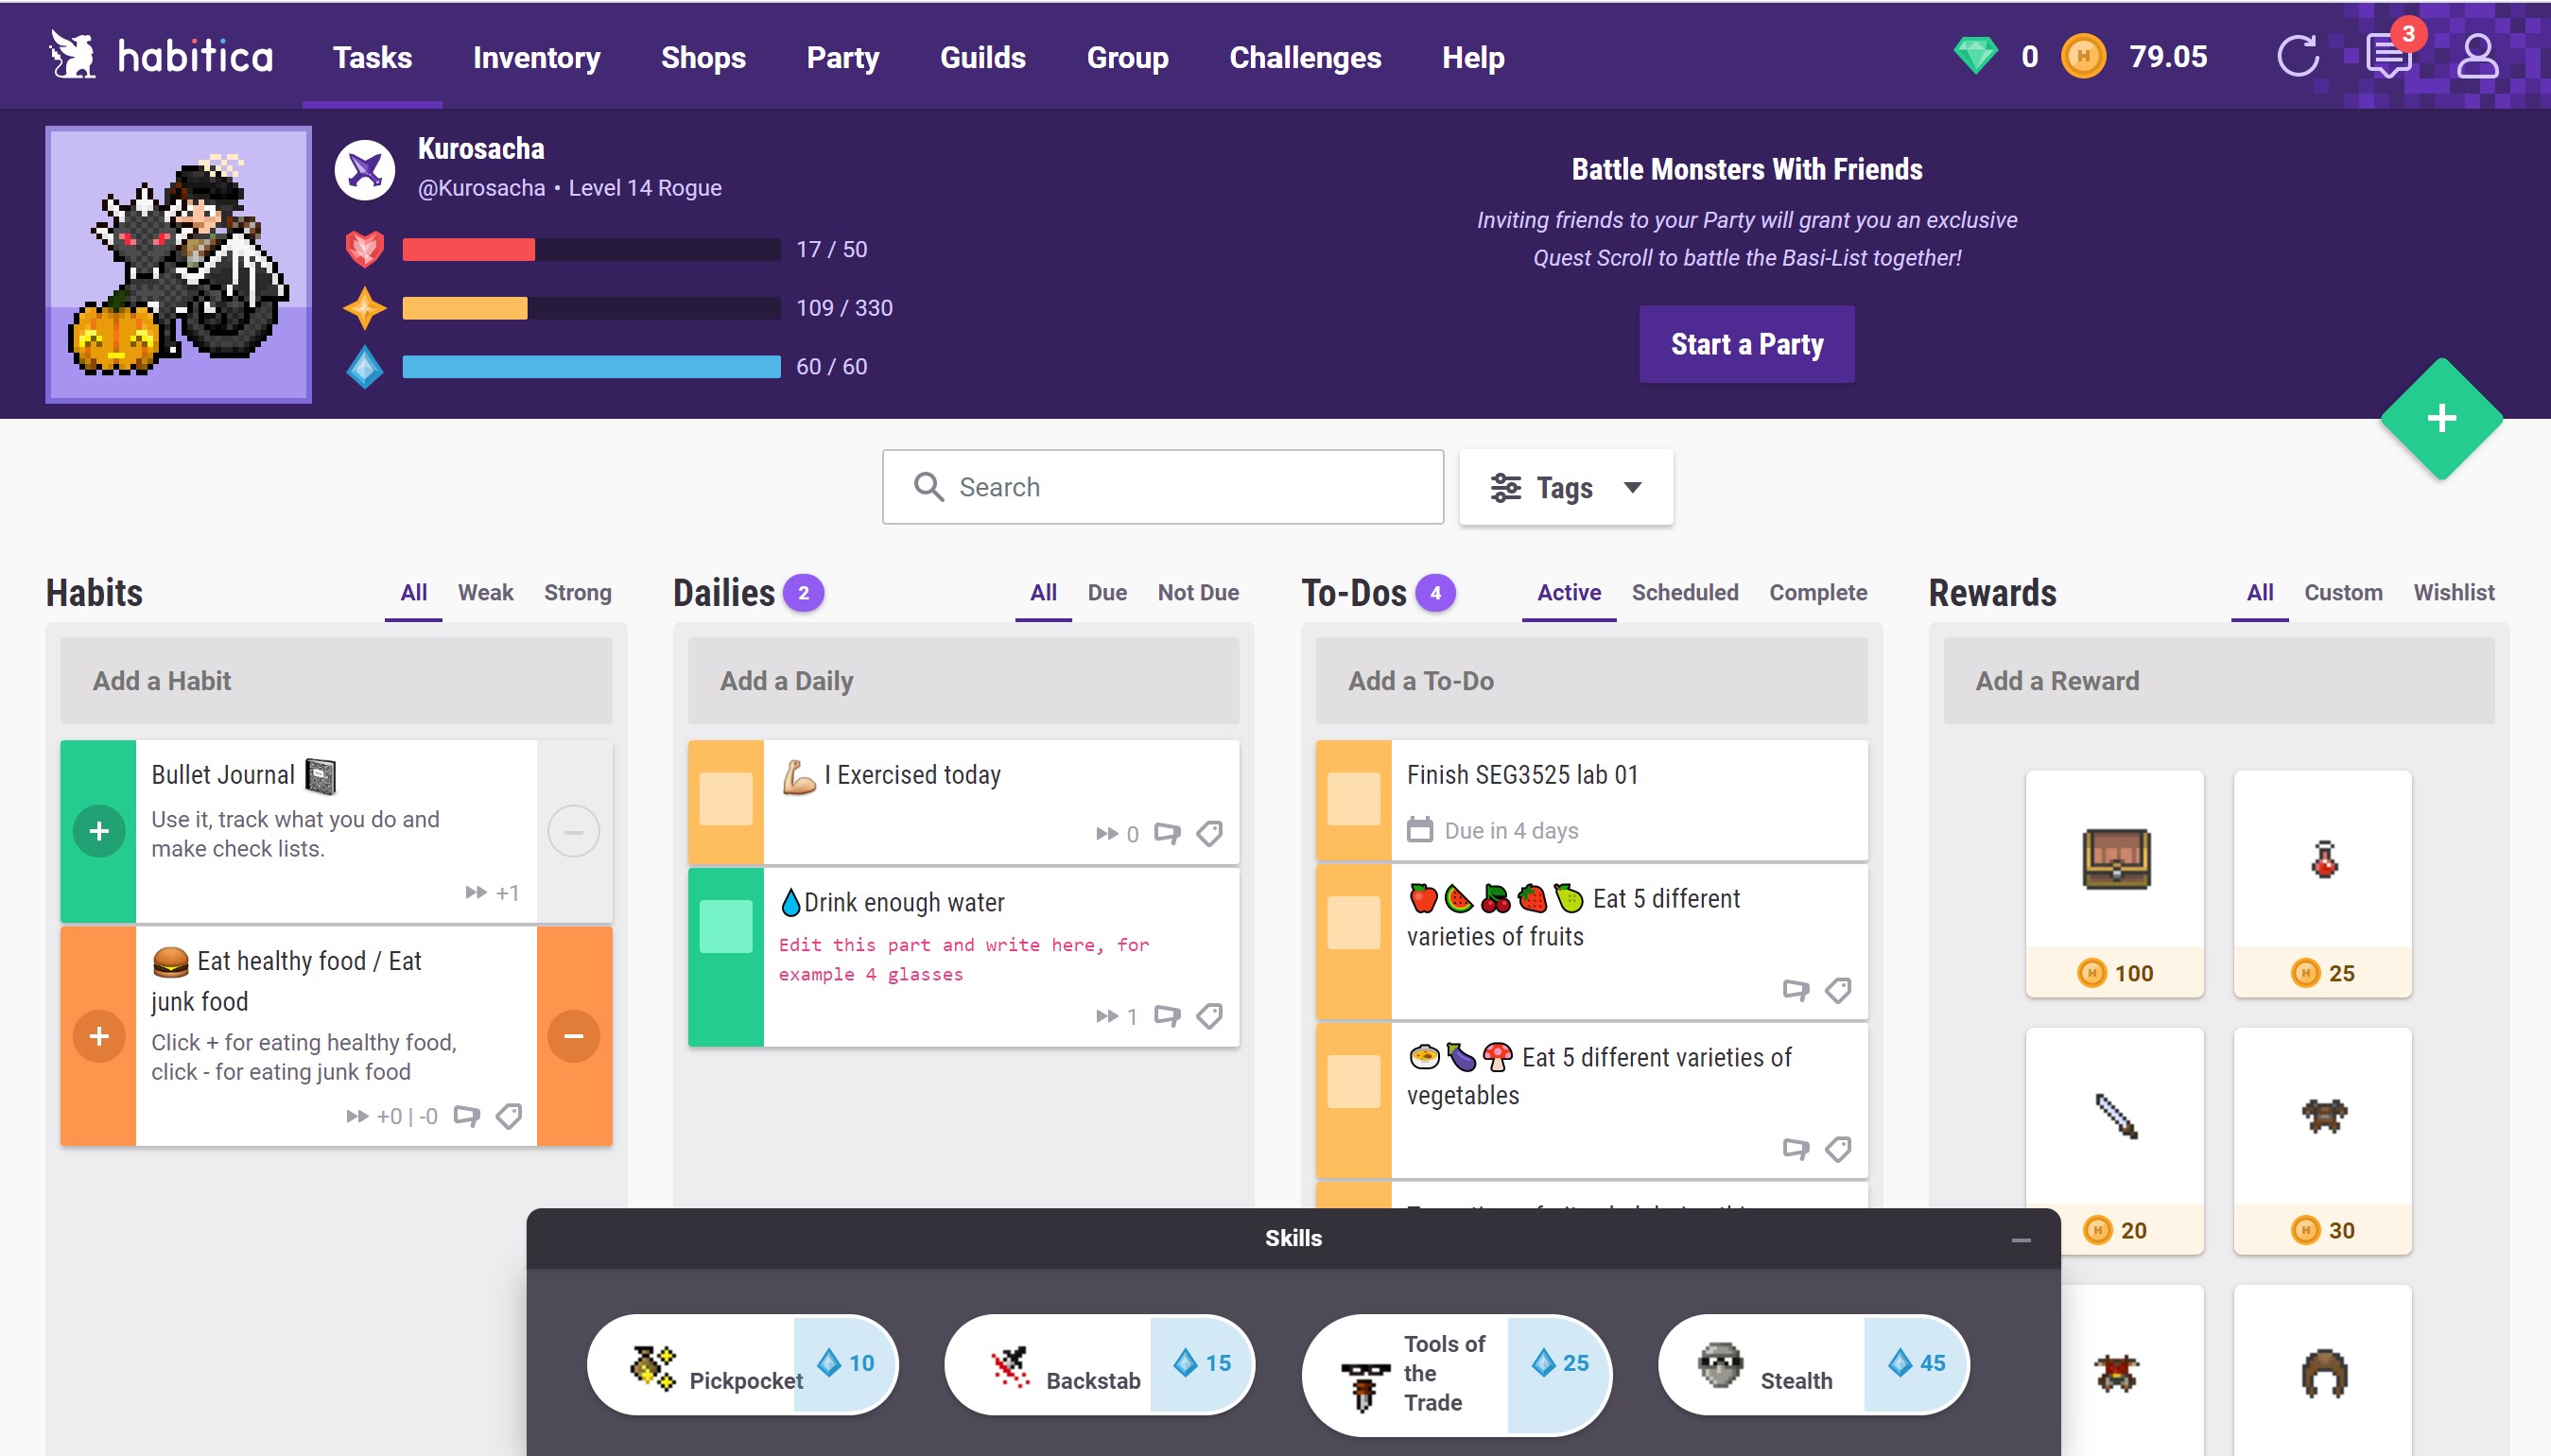 habitica
Tasks
Inventory
Shops
Party
Guilds
Group
Challenges
Help
0
79.05
3
Kurosacha
@Kurosacha • Level 14 Rogue
17 / 50
109 / 330
60 / 60
Battle Monsters With Friends
Inviting friends to your Party will grant you an exclusive
Quest Scroll to battle the Basi-List together!
Start a Party
Search
Tags
Habits
All
Weak
Strong
Add a Habit
Bullet Journal
Use it, track what you do and
make check lists.
+1
Eat healthy food / Eat
junk food
Click + for eating healthy food,
click - for eating junk food
+0 | -0
Dailies 2
All
Due
Not Due
Add a Daily
I Exercised today
0
Drink enough water
Edit this part and write here, for
example 4 glasses
1
To-Dos 4
Active
Scheduled
Complete
Add a To-Do
Finish SEG3525 lab 01
Due in 4 days
Eat 5 different
varieties of fruits
Eat 5 different varieties of
vegetables
Rewards
All
Custom
Wishlist
Add a Reward
100
25
20
30
Skills
Pickpocket
10
Backstab
15
Tools of
the
Trade
25
Stealth
45